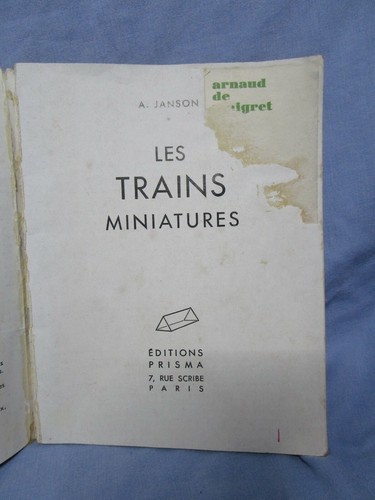 A. JANSON
arnaud
de
LES
TRAINS
MINIATURES
ÉDITIONS
PRISMA
7, RUE SCRIBE
PARIS